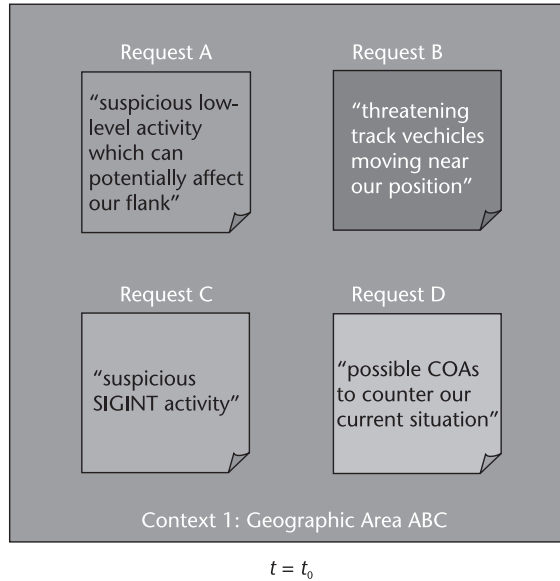 Request A
“suspicious low-
level activity
which can
potentially affect
our flank”
Request B
“threatening
track vechicles
moving near
our position”
Request C
“suspicious
SIGINT activity”
Request D
“possible COAs
to counter our
current situation”
Context 1: Geographic Area ABC
t = t₀